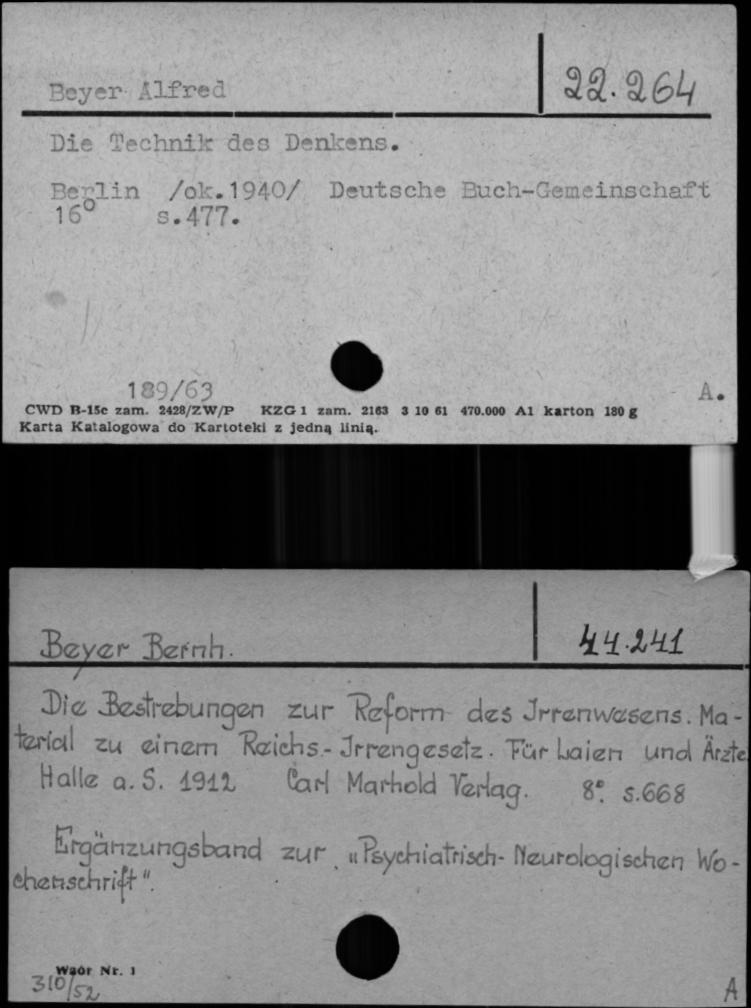 Beyer Alfred
22.264
Die Technik des Denkens.
Berlin /ok.1940/ Deutsche Buch-Gemeinschaft
16° s.477.
189/63
A.
CWD B-15c zam. 2428/ZW/P KZG 1 zam. 2163 3 10 61 470.000 A1 karton 180 g
Karta Katalogowa do Kartoteki z jedną linią.
Beyer Bernh.
44.241
Die Bestrebungen zur Reform des Irrenwesens. Ma-
terial zu einem Reichs-Irrengesetz. Für Laien und Ärzte
Halle a. S. 1912 Carl Marhold Verlag. 8° s.668
Ergänzungsband zur „Psychiatrisch-Neurologischen Wo-
chenschrift".
Waór Nr. 1
310/52
A